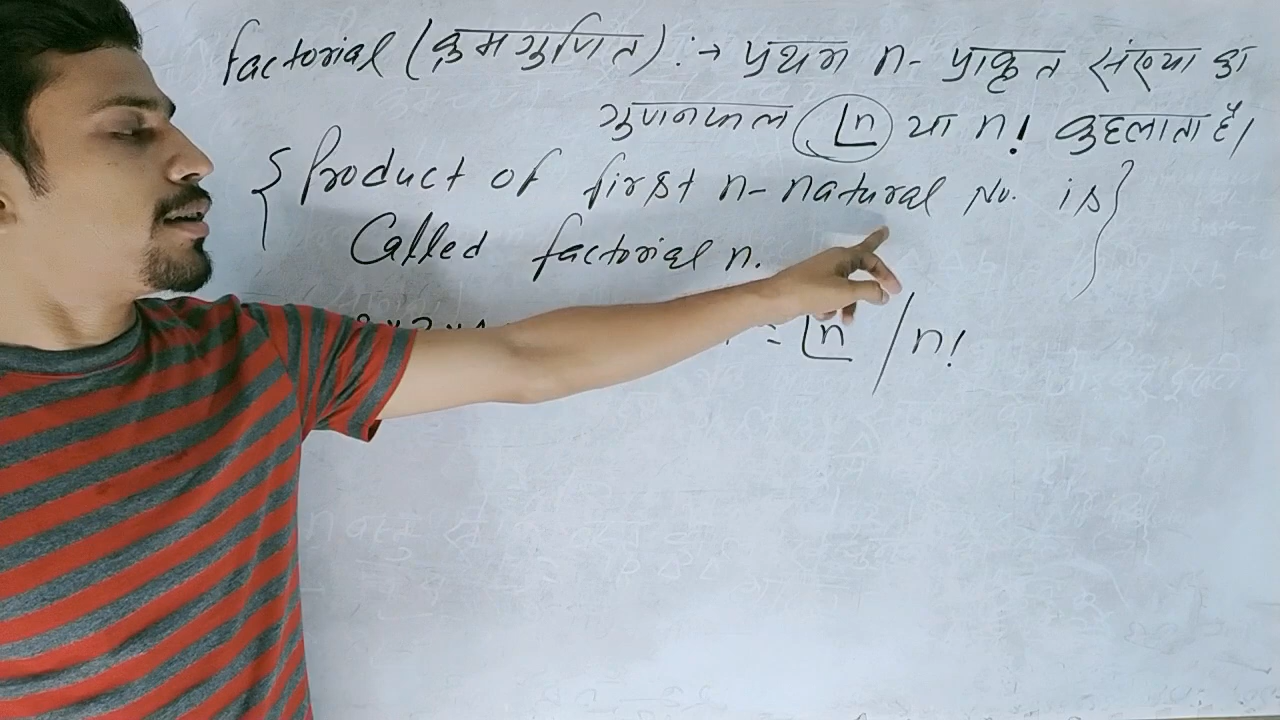 factorial (क्रमगुणित) :→ प्रथम n- प्राकृत संख्या का
गुणनफल ⌊n या n! कहलाता है।
{ Product of first n- natural No. is }
Called factorial n.
= ⌊n / n!